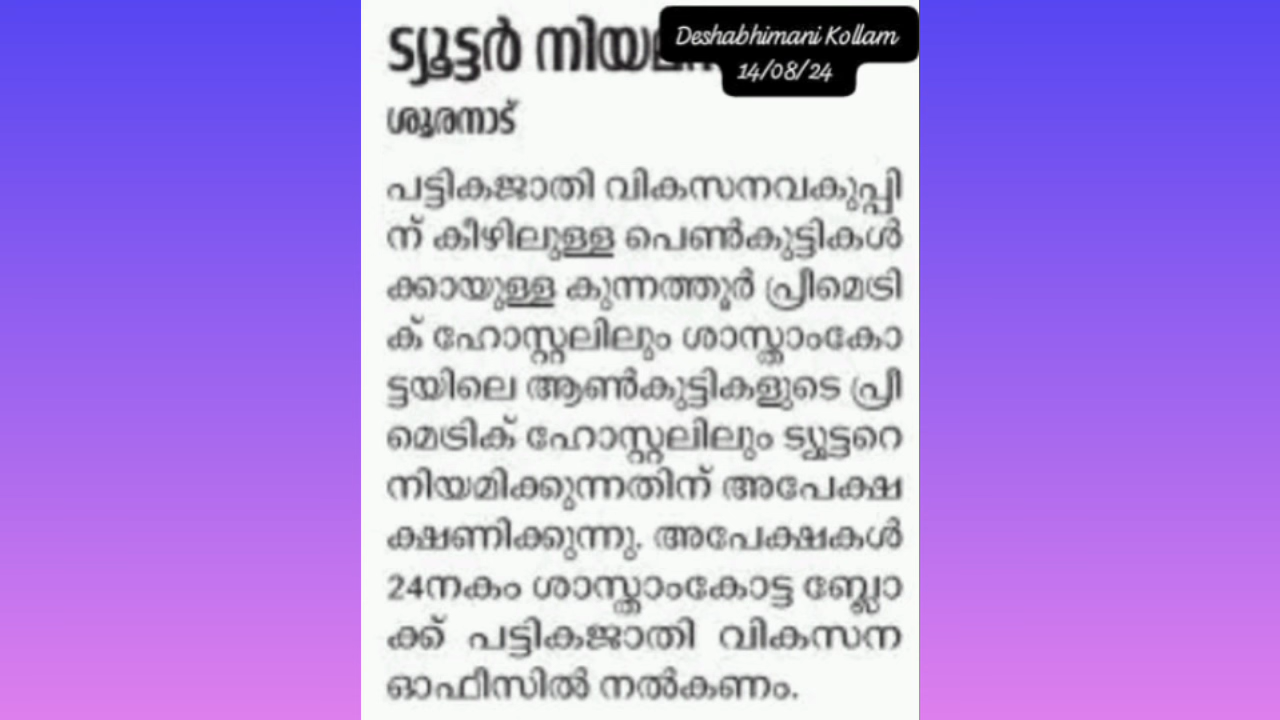 ട്യൂട്ടർ
Deshabhimani Kollam
14/08/24
ശൂരനാട്
പട്ടികജാതി വികസനവകുപ്പി
ന് കീഴിലുള്ള പെൺകുട്ടികൾ
ക്കായുള്ള കുന്നത്തൂർ പ്രീമെട്രി
ക് ഹോസ്റ്റലിലും ശാസ്താംകോ
ട്ടയിലെ ആൺകുട്ടികളുടെ പ്രീ
മെട്രിക് ഹോസ്റ്റലിലും ട്യൂട്ടറെ
നിയമിക്കുന്നതിന് അപേക്ഷ
ക്ഷണിക്കുന്നു. അപേക്ഷകൾ
24നകം ശാസ്താംകോട്ട ബ്ലോ
ക്ക് പട്ടികജാതി വികസന
ഓഫീസിൽ നൽകണം.